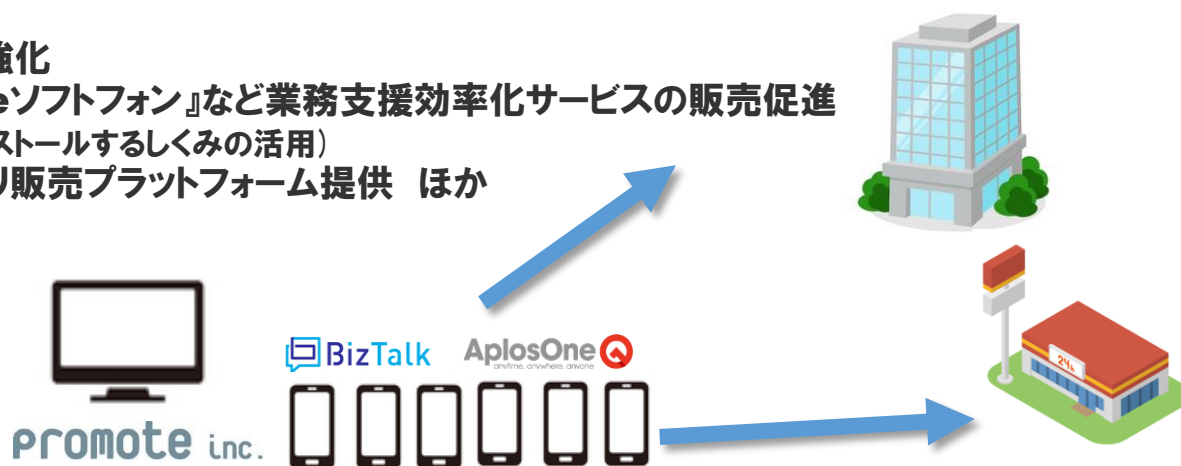 強化
eソフトフォン』など業務支援効率化サービスの販売促進
ストールするしくみの活用)
リ販売プラットフォーム提供　ほか
BizTalk
AplosOne
anytime, anywhere, anyone
promote inc.
24h